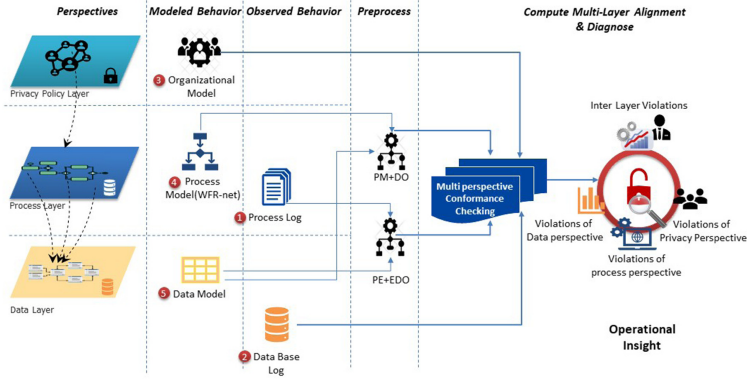 Perspectives
Modeled Behavior
Observed Behavior
Preprocess
Compute Multi-Layer Alignment
& Diagnose
Privacy Policy Layer
3 Organizational
Model
Inter Layer Violations
Process Layer
4 Process
Model(WFR-net)
1 Process Log
PM+DO
Multi perspective
Conformance
Checking
Violations of
Data perspective
Violations of
Privacy Perspective
Violations of
process perspective
Data Layer
5 Data Model
PE+EDO
2 Data Base
Log
Operational
Insight